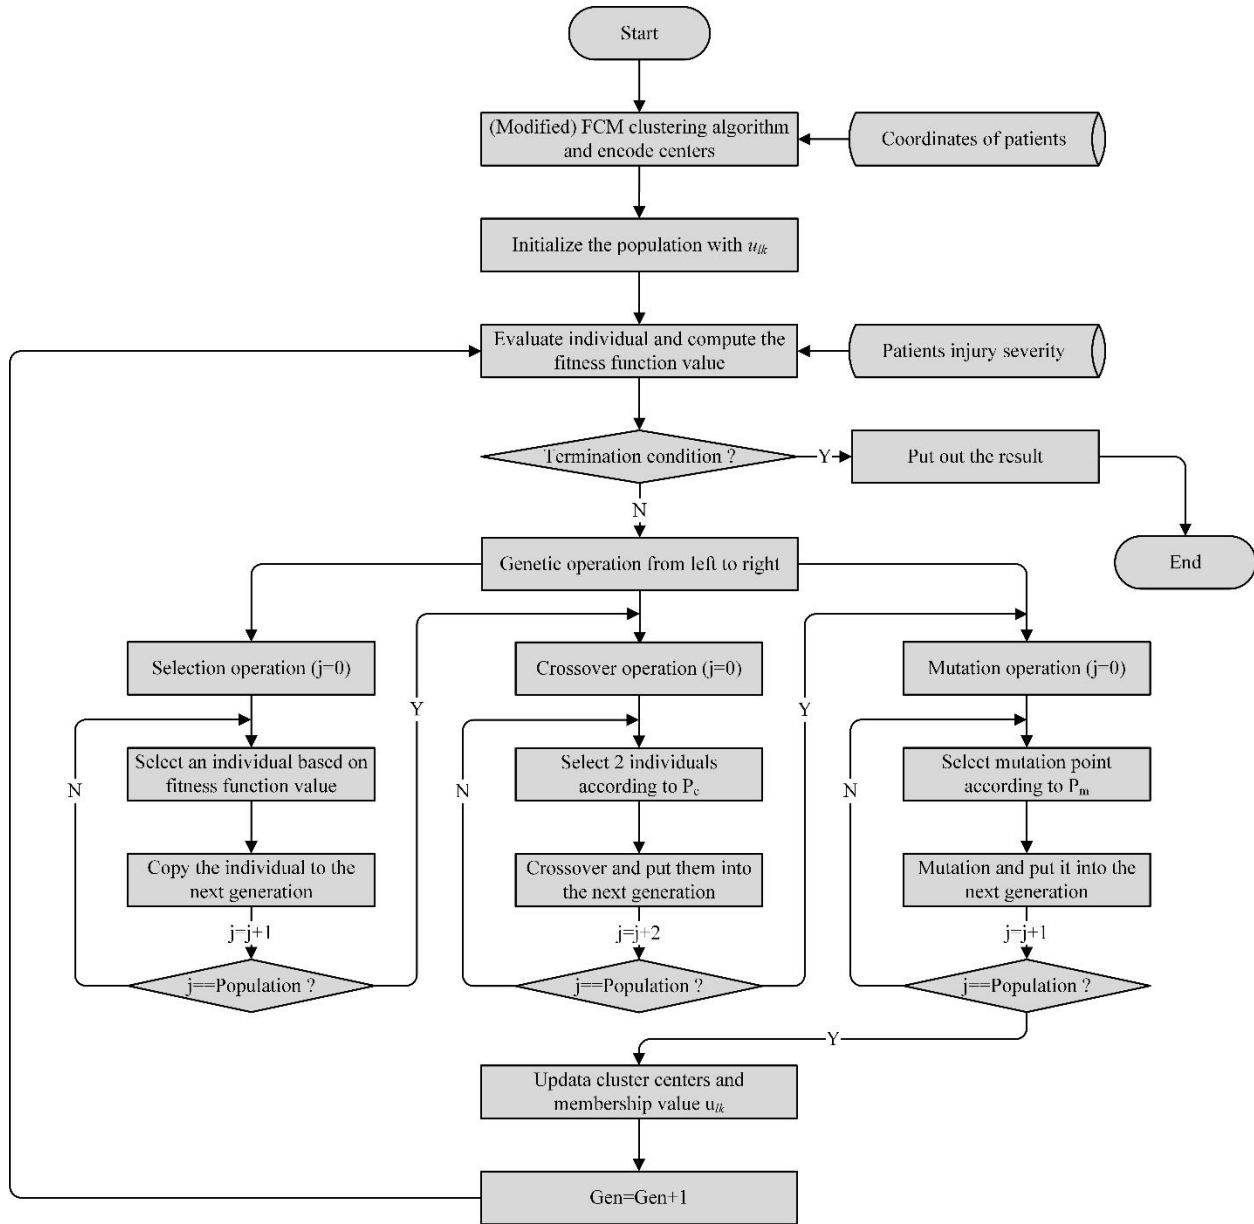 Start
(Modified) FCM clustering algorithm
and encode centers
Coordinates of patients
Initialize the population with u_lk
Evaluate individual and compute the
fitness function value
Patients injury severity
Termination condition ?
Y
Put out the result
N
End
Genetic operation from left to right
Selection operation (j=0)
Crossover operation (j=0)
Mutation operation (j=0)
Y
Y
N
Select an individual based on
fitness function value
N
Select 2 individuals
according to P_c
N
Select mutation point
according to P_m
Copy the individual to the
next generation
Crossover and put them into
the next generation
Mutation and put it into the
next generation
j=j+1
j=j+2
j=j+1
j==Population ?
j==Population ?
j==Population ?
Y
Updata cluster centers and
membership value u_lk
Gen=Gen+1